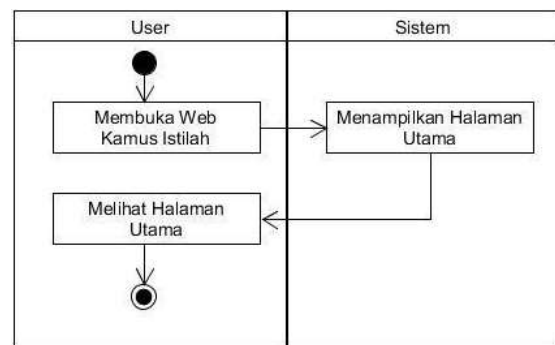 User
Sistem
Membuka Web
Kamus Istilah
Menampilkan Halaman
Utama
Melihat Halaman
Utama